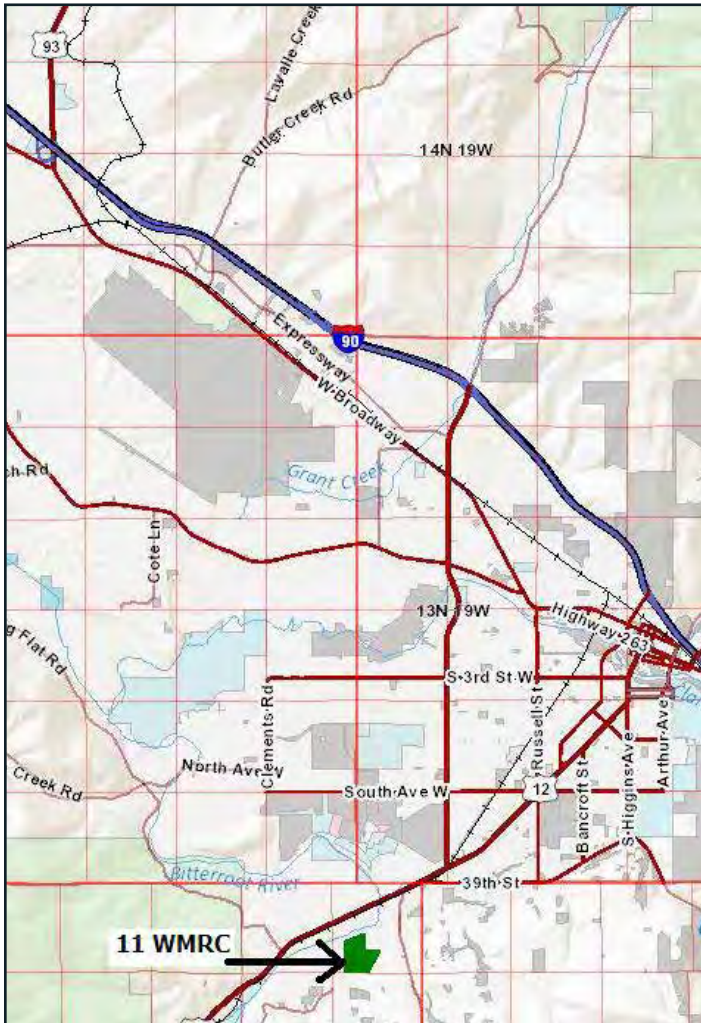 93
Lavalle Creek
Butler Creek Rd
14N 19W
90
Expressway
W Broadway
Grant Creek
ch Rd
Cote Ln
13N 19W
Highway 263
g Flat Rd
S 3rd St W
Clements Rd
Russell St
Arthur Ave
North Ave W
Creek Rd
South Ave W
12
Bancroft St
S Higgins Ave
Bitterroot River
39th St
11 WMRC